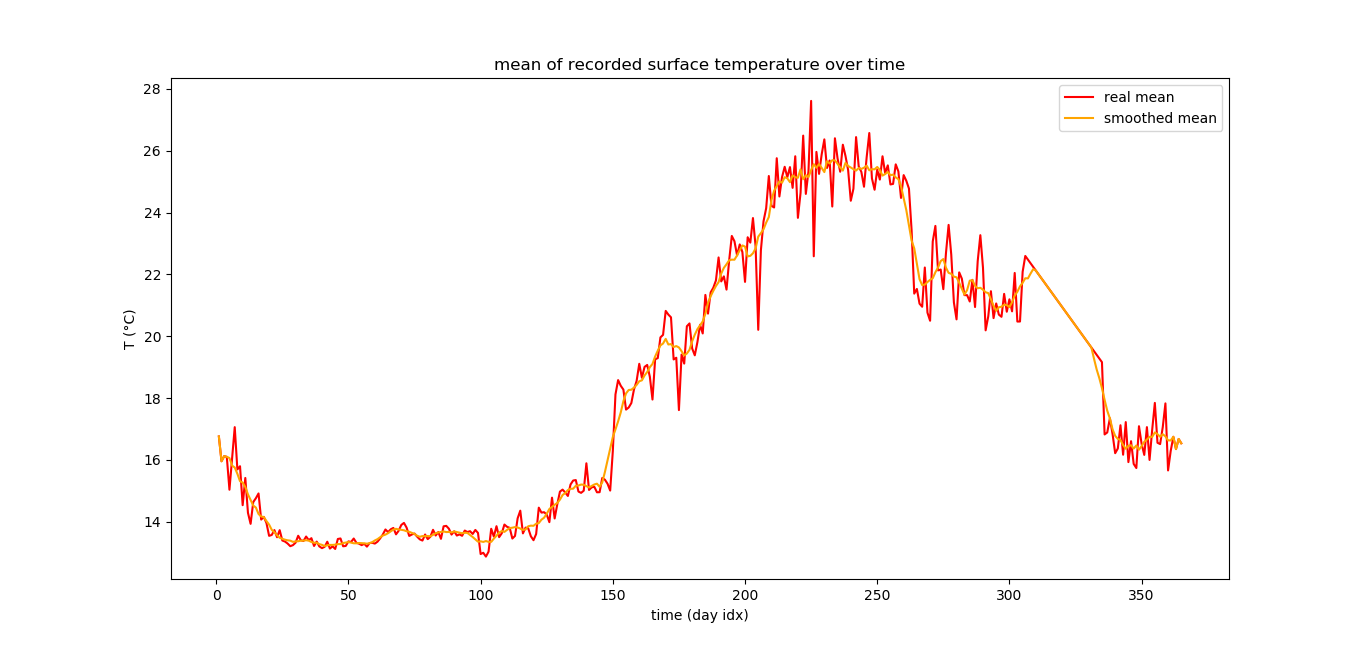 mean of recorded surface temperature over time
real mean
smoothed mean
T (°C)
28
26
24
22
20
18
16
14
0 50 100 150 200 250 300 350
time (day idx)